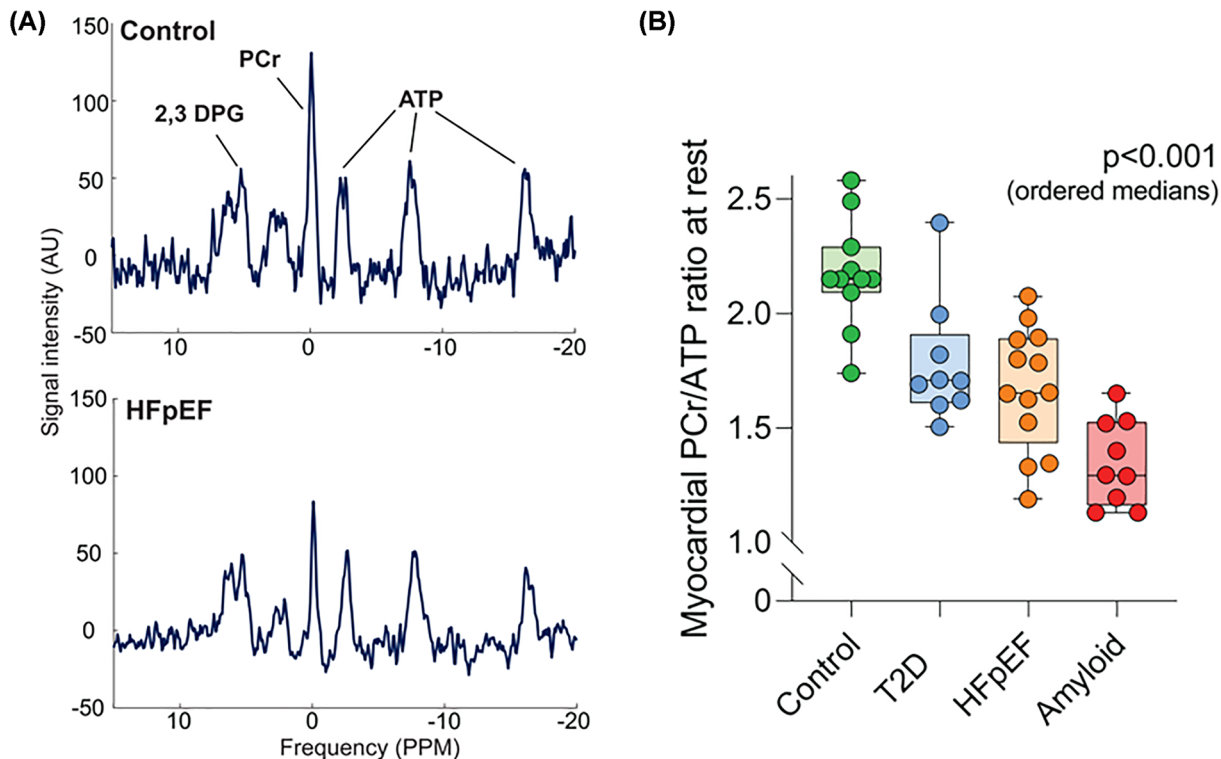 (A)
Control
PCr
2,3 DPG
ATP
150
100
50
0
-50
10
0
-10
-20
Signal intensity (AU)
HFpEF
150
100
50
0
-50
10
0
-10
-20
Frequency (PPM)
(B)
p<0.001
(ordered medians)
Myocardial PCr/ATP ratio at rest
2.5
2.0
1.5
1.0
0
Control
T2D
HFpEF
Amyloid